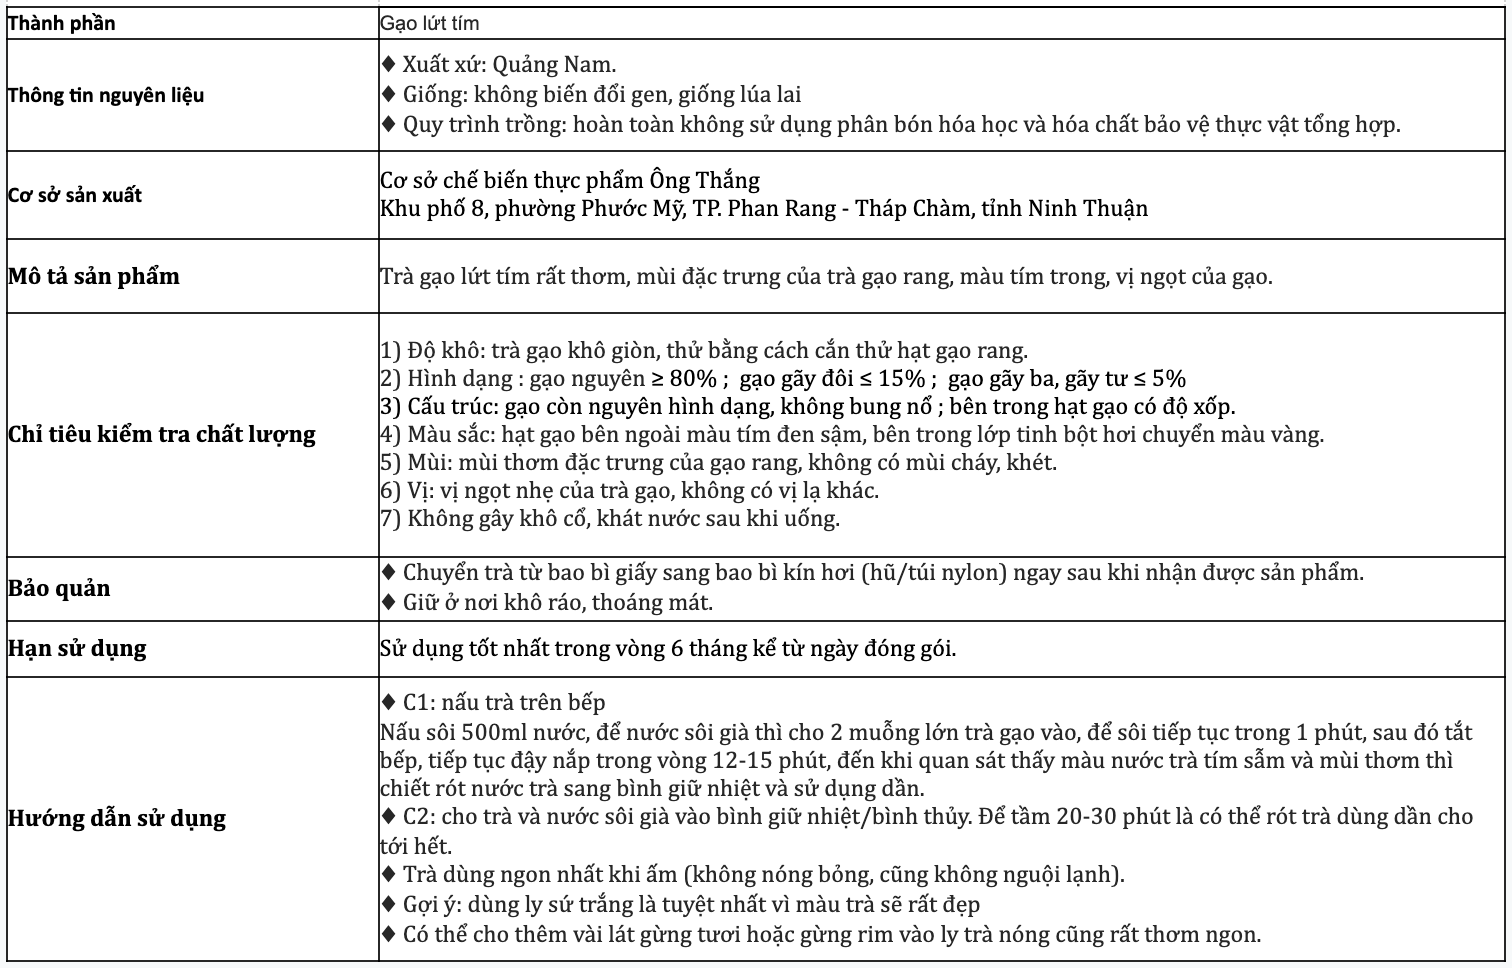 Thành phần
Gạo lứt tím
Thông tin nguyên liệu
♦ Xuất xứ: Quảng Nam.
♦ Giống: không biến đổi gen, giống lúa lai
♦ Quy trình trồng: hoàn toàn không sử dụng phân bón hóa học và hóa chất bảo vệ thực vật tổng hợp.
Cơ sở sản xuất
Cơ sở chế biến thực phẩm Ông Thắng
Khu phố 8, phường Phước Mỹ, TP. Phan Rang - Tháp Chàm, tỉnh Ninh Thuận
Mô tả sản phẩm
Trà gạo lứt tím rất thơm, mùi đặc trưng của trà gạo rang, màu tím trong, vị ngọt của gạo.
Chỉ tiêu kiểm tra chất lượng
1) Độ khô: trà gạo khô giòn, thử bằng cách cắn thử hạt gạo rang.
2) Hình dạng : gạo nguyên ≥ 80% ;  gạo gãy đôi ≤ 15% ;  gạo gãy ba, gãy tư ≤ 5%
3) Cấu trúc: gạo còn nguyên hình dạng, không bung nổ ; bên trong hạt gạo có độ xốp.
4) Màu sắc: hạt gạo bên ngoài màu tím đen sậm, bên trong lớp tinh bột hơi chuyển màu vàng.
5) Mùi: mùi thơm đặc trưng của gạo rang, không có mùi cháy, khét.
6) Vị: vị ngọt nhẹ của trà gạo, không có vị lạ khác.
7) Không gây khô cổ, khát nước sau khi uống.
Bảo quản
♦ Chuyển trà từ bao bì giấy sang bao bì kín hơi (hũ/túi nylon) ngay sau khi nhận được sản phẩm.
♦ Giữ ở nơi khô ráo, thoáng mát.
Hạn sử dụng
Sử dụng tốt nhất trong vòng 6 tháng kể từ ngày đóng gói.
Hướng dẫn sử dụng
♦ C1: nấu trà trên bếp
Nấu sôi 500ml nước, để nước sôi già thì cho 2 muỗng lớn trà gạo vào, để sôi tiếp tục trong 1 phút, sau đó tắt
bếp, tiếp tục đậy nắp trong vòng 12-15 phút, đến khi quan sát thấy màu nước trà tím sẫm và mùi thơm thì
chiết rót nước trà sang bình giữ nhiệt và sử dụng dần.
♦ C2: cho trà và nước sôi già vào bình giữ nhiệt/bình thủy. Để tầm 20-30 phút là có thể rót trà dùng dần cho
tới hết.
♦ Trà dùng ngon nhất khi ấm (không nóng bỏng, cũng không nguội lạnh).
♦ Gợi ý: dùng ly sứ trắng là tuyệt nhất vì màu trà sẽ rất đẹp
♦ Có thể cho thêm vài lát gừng tươi hoặc gừng rim vào ly trà nóng cũng rất thơm ngon.